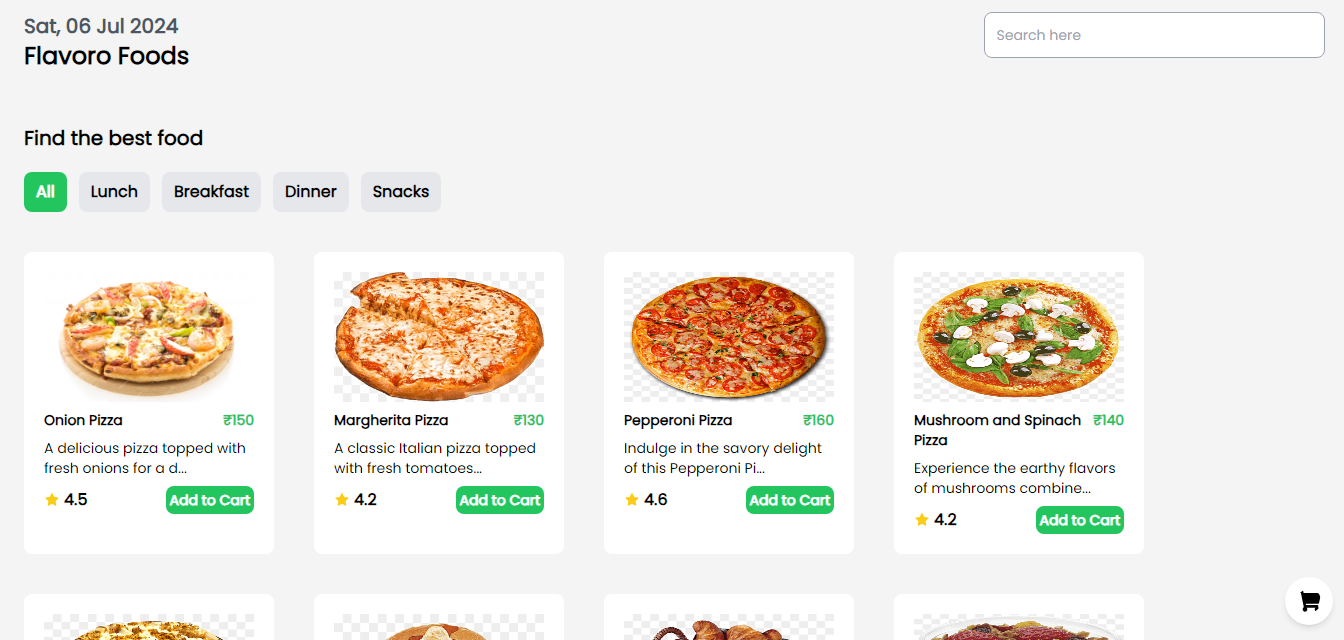 Sat, 06 Jul 2024
Flavoro Foods
Search here
Find the best food
All
Lunch
Breakfast
Dinner
Snacks
Onion Pizza
₹150
A delicious pizza topped with
fresh onions for a d...
4.5
Add to Cart
Margherita Pizza
₹130
A classic Italian pizza topped
with fresh tomatoes...
4.2
Add to Cart
Pepperoni Pizza
₹160
Indulge in the savory delight
of this Pepperoni Pi...
4.6
Add to Cart
Mushroom and Spinach
Pizza
₹140
Experience the earthy flavors
of mushrooms combine...
4.2
Add to Cart